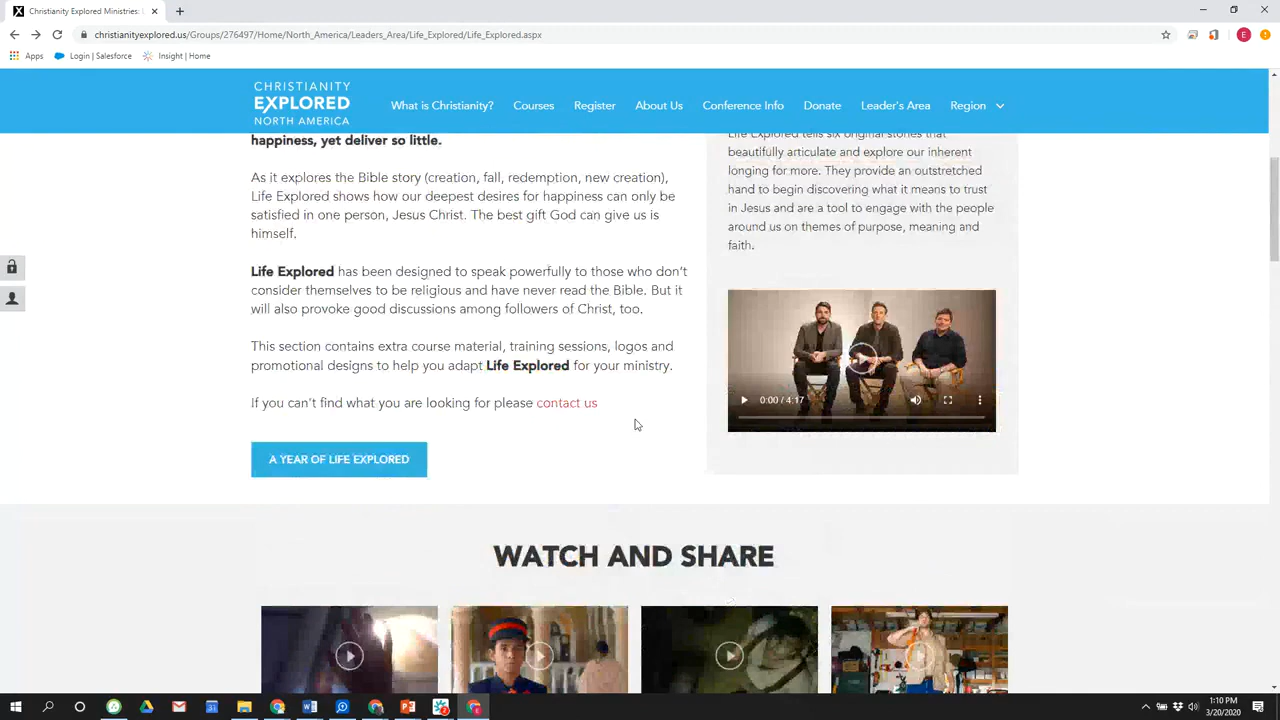 Christianity Explored Ministries:
christianityexplored.us/Groups/276497/Home/North_America/Leaders_Area/Life_Explored/Life_Explored.aspx
E
Apps
Login | Salesforce
Insight | Home
CHRISTIANITY
EXPLORED
NORTH AMERICA
What is Christianity?
Courses
Register
About Us
Conference Info
Donate
Leader's Area
Region
happiness, yet deliver so little.
As it explores the Bible story (creation, fall, redemption, new creation),
Life Explored shows how our deepest desires for happiness can only be
satisfied in one person, Jesus Christ. The best gift God can give us is
himself.
Life Explored has been designed to speak powerfully to those who don't
consider themselves to be religious and have never read the Bible. But it
will also provoke good discussions among followers of Christ, too.
This section contains extra course material, training sessions, logos and
promotional designs to help you adapt Life Explored for your ministry.
If you can't find what you are looking for please contact us
A YEAR OF LIFE EXPLORED
Life Explored tells six original stories that
beautifully articulate and explore our inherent
longing for more. They provide an outstretched
hand to begin discovering what it means to trust
in Jesus and are a tool to engage with the people
around us on themes of purpose, meaning and
faith.
0:00 / 4:17
WATCH AND SHARE
1:10 PM
3/20/2020